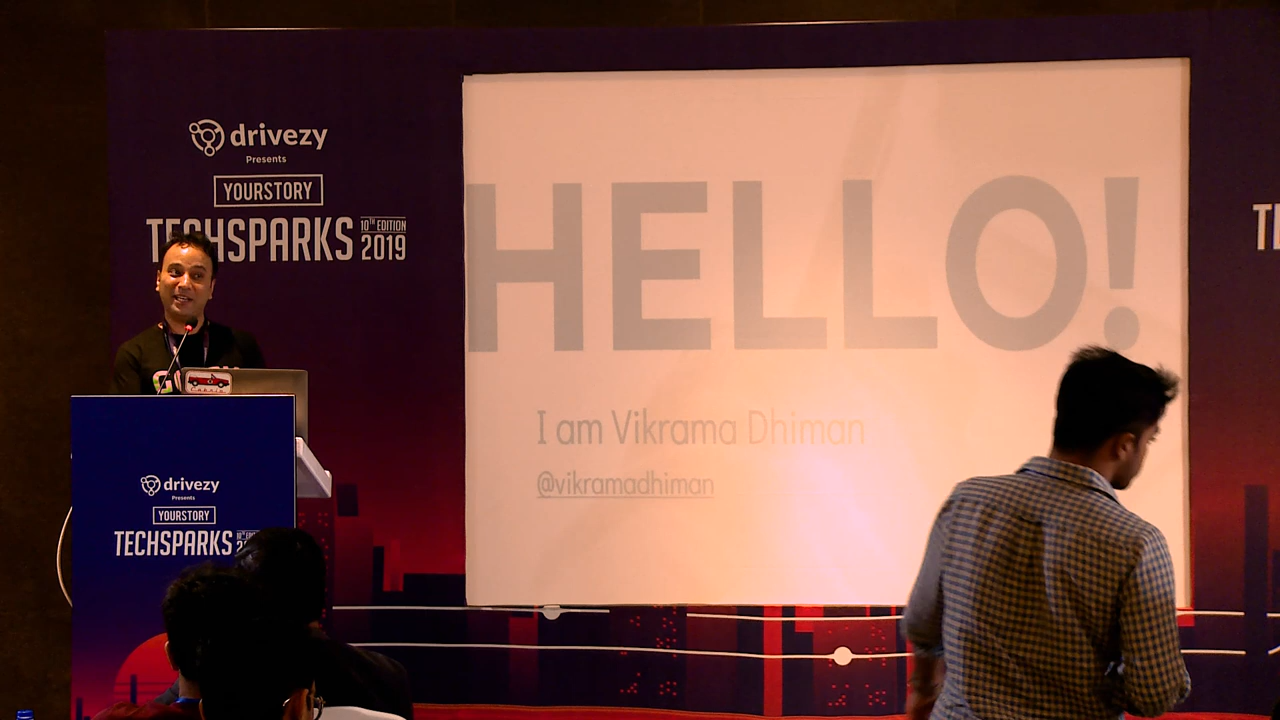 drivezy
Presents
YOURSTORY
TECHSPARKS 10TH EDITION 2019
HELLO!
I am Vikrama Dhiman
@vikramadhiman
drivezy
Presents
YOURSTORY
TECHSPARKS